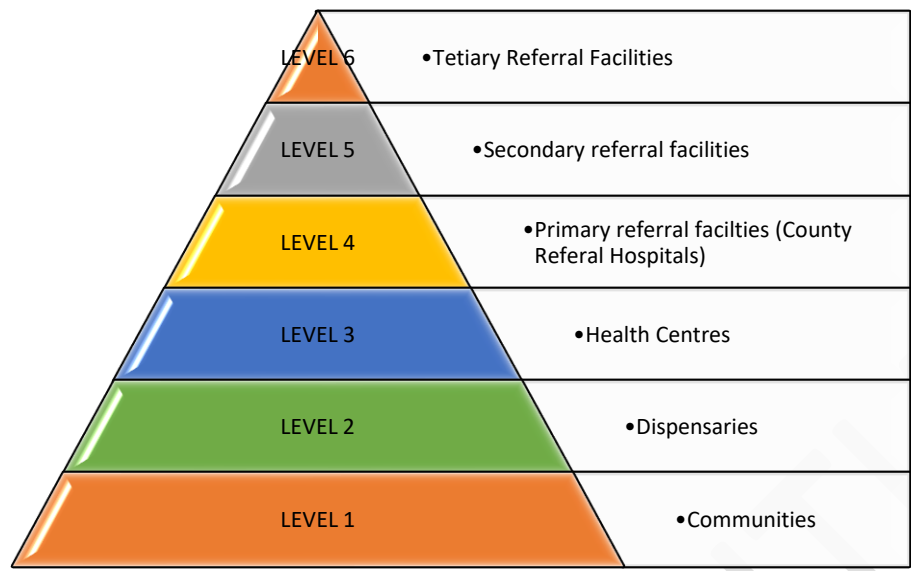 LEVEL 6
•Tetiary Referral Facilities
LEVEL 5
•Secondary referral facilities
LEVEL 4
•Primary referral facilties (County
Referal Hospitals)
LEVEL 3
•Health Centres
LEVEL 2
•Dispensaries
LEVEL 1
•Communities